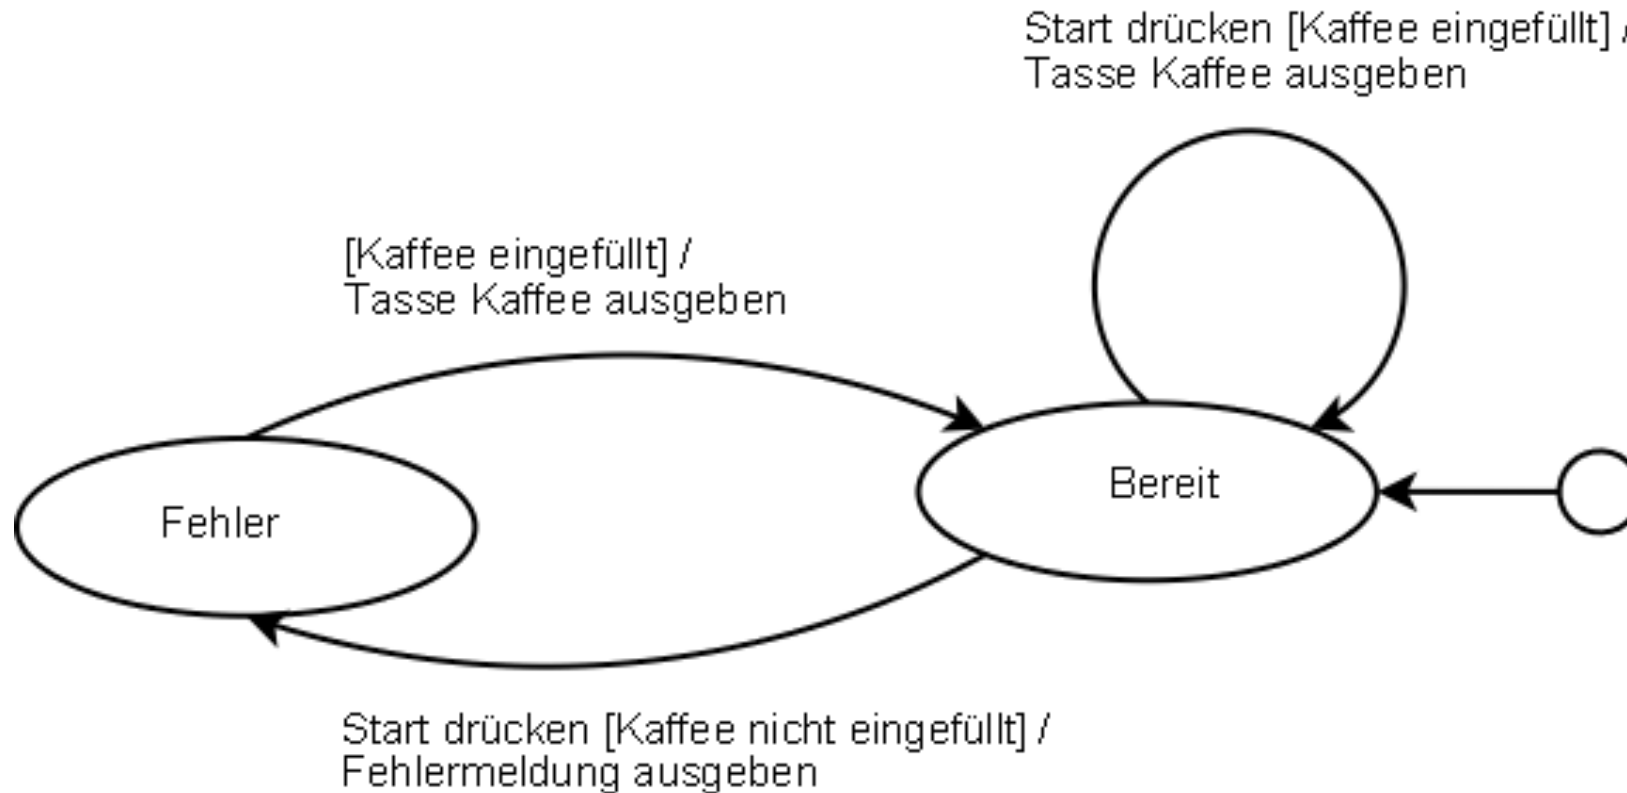 Start drücken [Kaffee eingefüllt] /
Tasse Kaffee ausgeben
[Kaffee eingefüllt] /
Tasse Kaffee ausgeben
Bereit
Fehler
Start drücken [Kaffee nicht eingefüllt] /
Fehlermeldung ausgeben